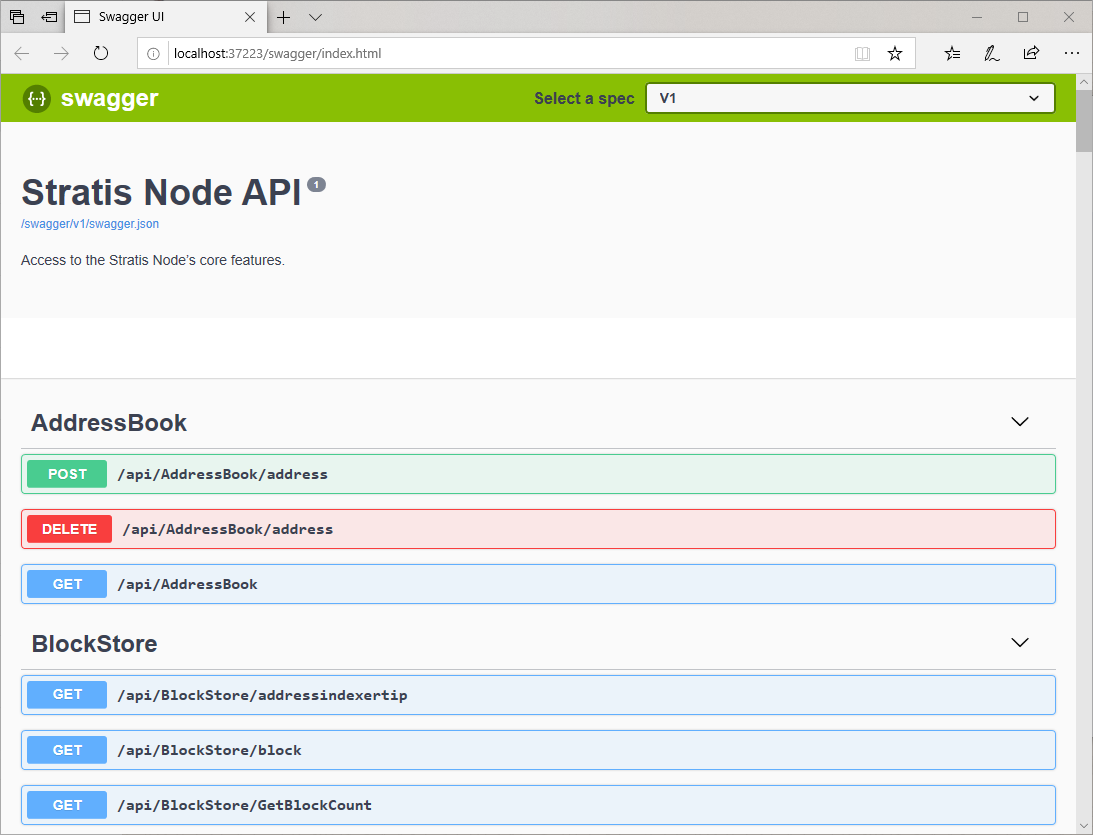 Swagger UI
localhost:37223/swagger/index.html
{··} swagger
Select a spec
V1
Stratis Node API 1
/swagger/v1/swagger.json
Access to the Stratis Node’s core features.
AddressBook
POST /api/AddressBook/address
DELETE /api/AddressBook/address
GET /api/AddressBook
BlockStore
GET /api/BlockStore/addressindexertip
GET /api/BlockStore/block
GET /api/BlockStore/GetBlockCount